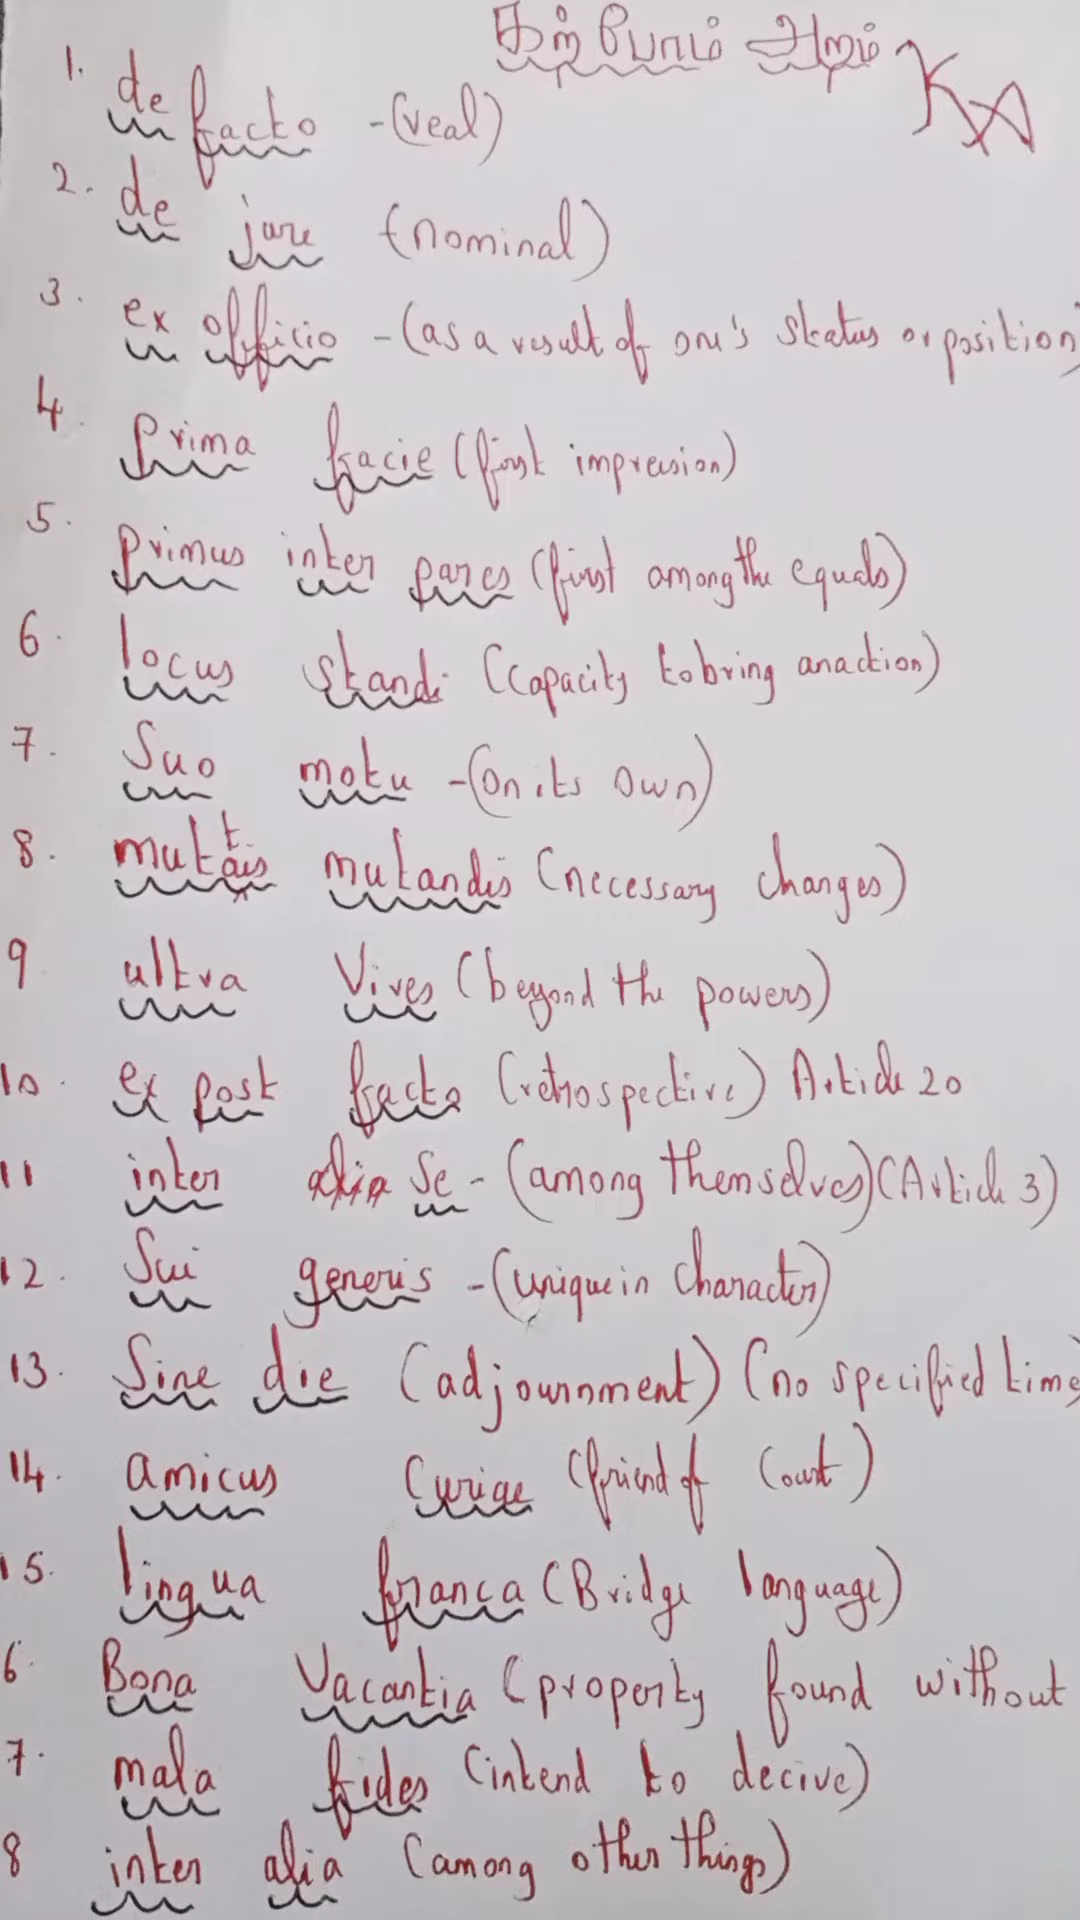 கற்போம் அறம் KA
1. de facto - (real)
2. de jure (nominal)
3. ex officio - (as a result of one's status or position)
4. Prima facie (first impression)
5. Primus inter pares (first among the equals)
6. locus standi (capacity to bring an action)
7. Suo motu - (on its own)
8. mutatis mutandis (necessary changes)
9 ultra Vires (beyond the powers)
10. ex post facto (retrospective) Article 20
11 inter Se - (among themselves) (Article 3)
12. Sui generis - (unique in character)
13. Sine die (adjournment) (no specified time)
14. amicus Curiae (friend of Court)
15. lingua franca (Bridge language)
6. Bona Vacantia (property found without
7. mala fides (intend to decive)
8 inter alia (among other things)